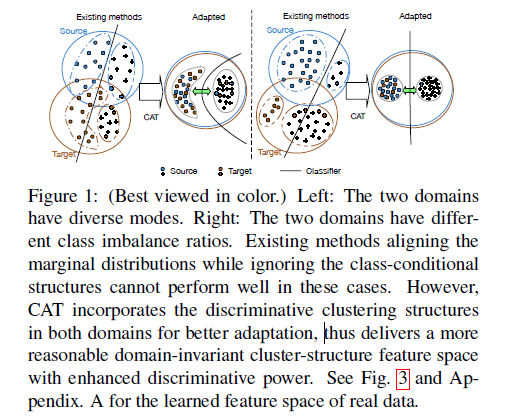 Existing methods
Adapted
Existing methods
Adapted
Source
Source
CAT
CAT
Target
Target
Source
Target
Classifier
Figure 1: (Best viewed in color.) Left: The two domains
have diverse modes. Right: The two domains have differ-
ent class imbalance ratios. Existing methods aligning the
marginal distributions while ignoring the class-conditional
structures cannot perform well in these cases. However,
CAT incorporates the discriminative clustering structures
in both domains for better adaptation, thus delivers a more
reasonable domain-invariant cluster-structure feature space
with enhanced discriminative power. See Fig. 3 and Ap-
pendix. A for the learned feature space of real data.